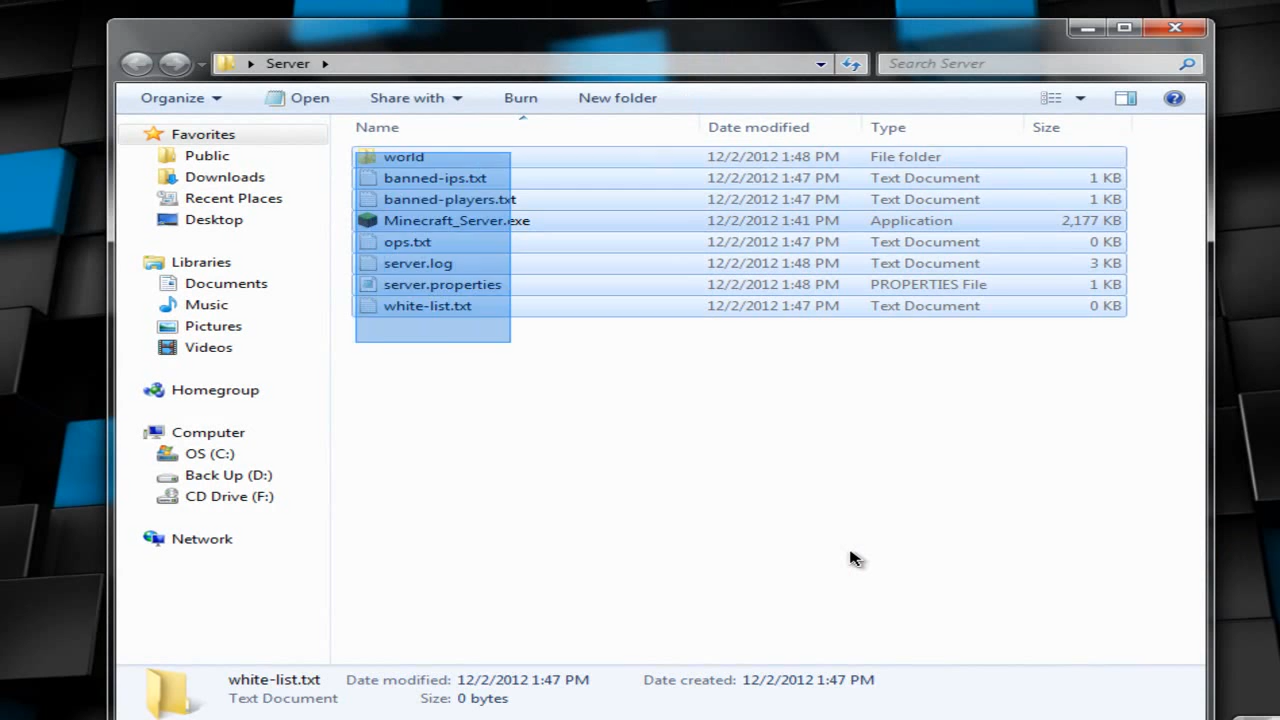 Server
Search Server
Organize Open Share with Burn New folder
Name Date modified Type Size
Favorites
Public
Downloads
Recent Places
Desktop
Libraries
Documents
Music
Pictures
Videos
Homegroup
Computer
OS (C:)
Back Up (D:)
CD Drive (F:)
Network
world 12/2/2012 1:48 PM File folder
banned-ips.txt 12/2/2012 1:47 PM Text Document 1 KB
banned-players.txt 12/2/2012 1:47 PM Text Document 1 KB
Minecraft_Server.exe 12/2/2012 1:41 PM Application 2,177 KB
ops.txt 12/2/2012 1:47 PM Text Document 0 KB
server.log 12/2/2012 1:48 PM Text Document 3 KB
server.properties 12/2/2012 1:48 PM PROPERTIES File 1 KB
white-list.txt 12/2/2012 1:47 PM Text Document 0 KB
white-list.txt Date modified: 12/2/2012 1:47 PM Date created: 12/2/2012 1:47 PM
Text Document Size: 0 bytes